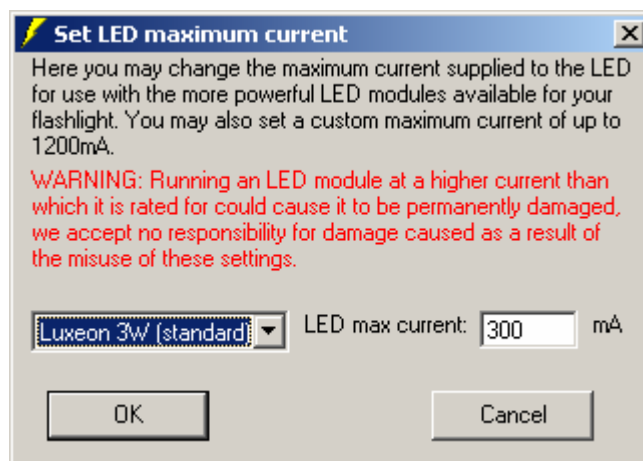 Set LED maximum current
Here you may change the maximum current supplied to the LED
for use with the more powerful LED modules available for your
flashlight. You may also set a custom maximum current of up to
1200mA.
WARNING: Running an LED module at a higher current than
which it is rated for could cause it to be permanently damaged,
we accept no responsibility for damage caused as a result of
the misuse of these settings.
Luxeon 3W (standard) LED max current: 300 mA
OK Cancel